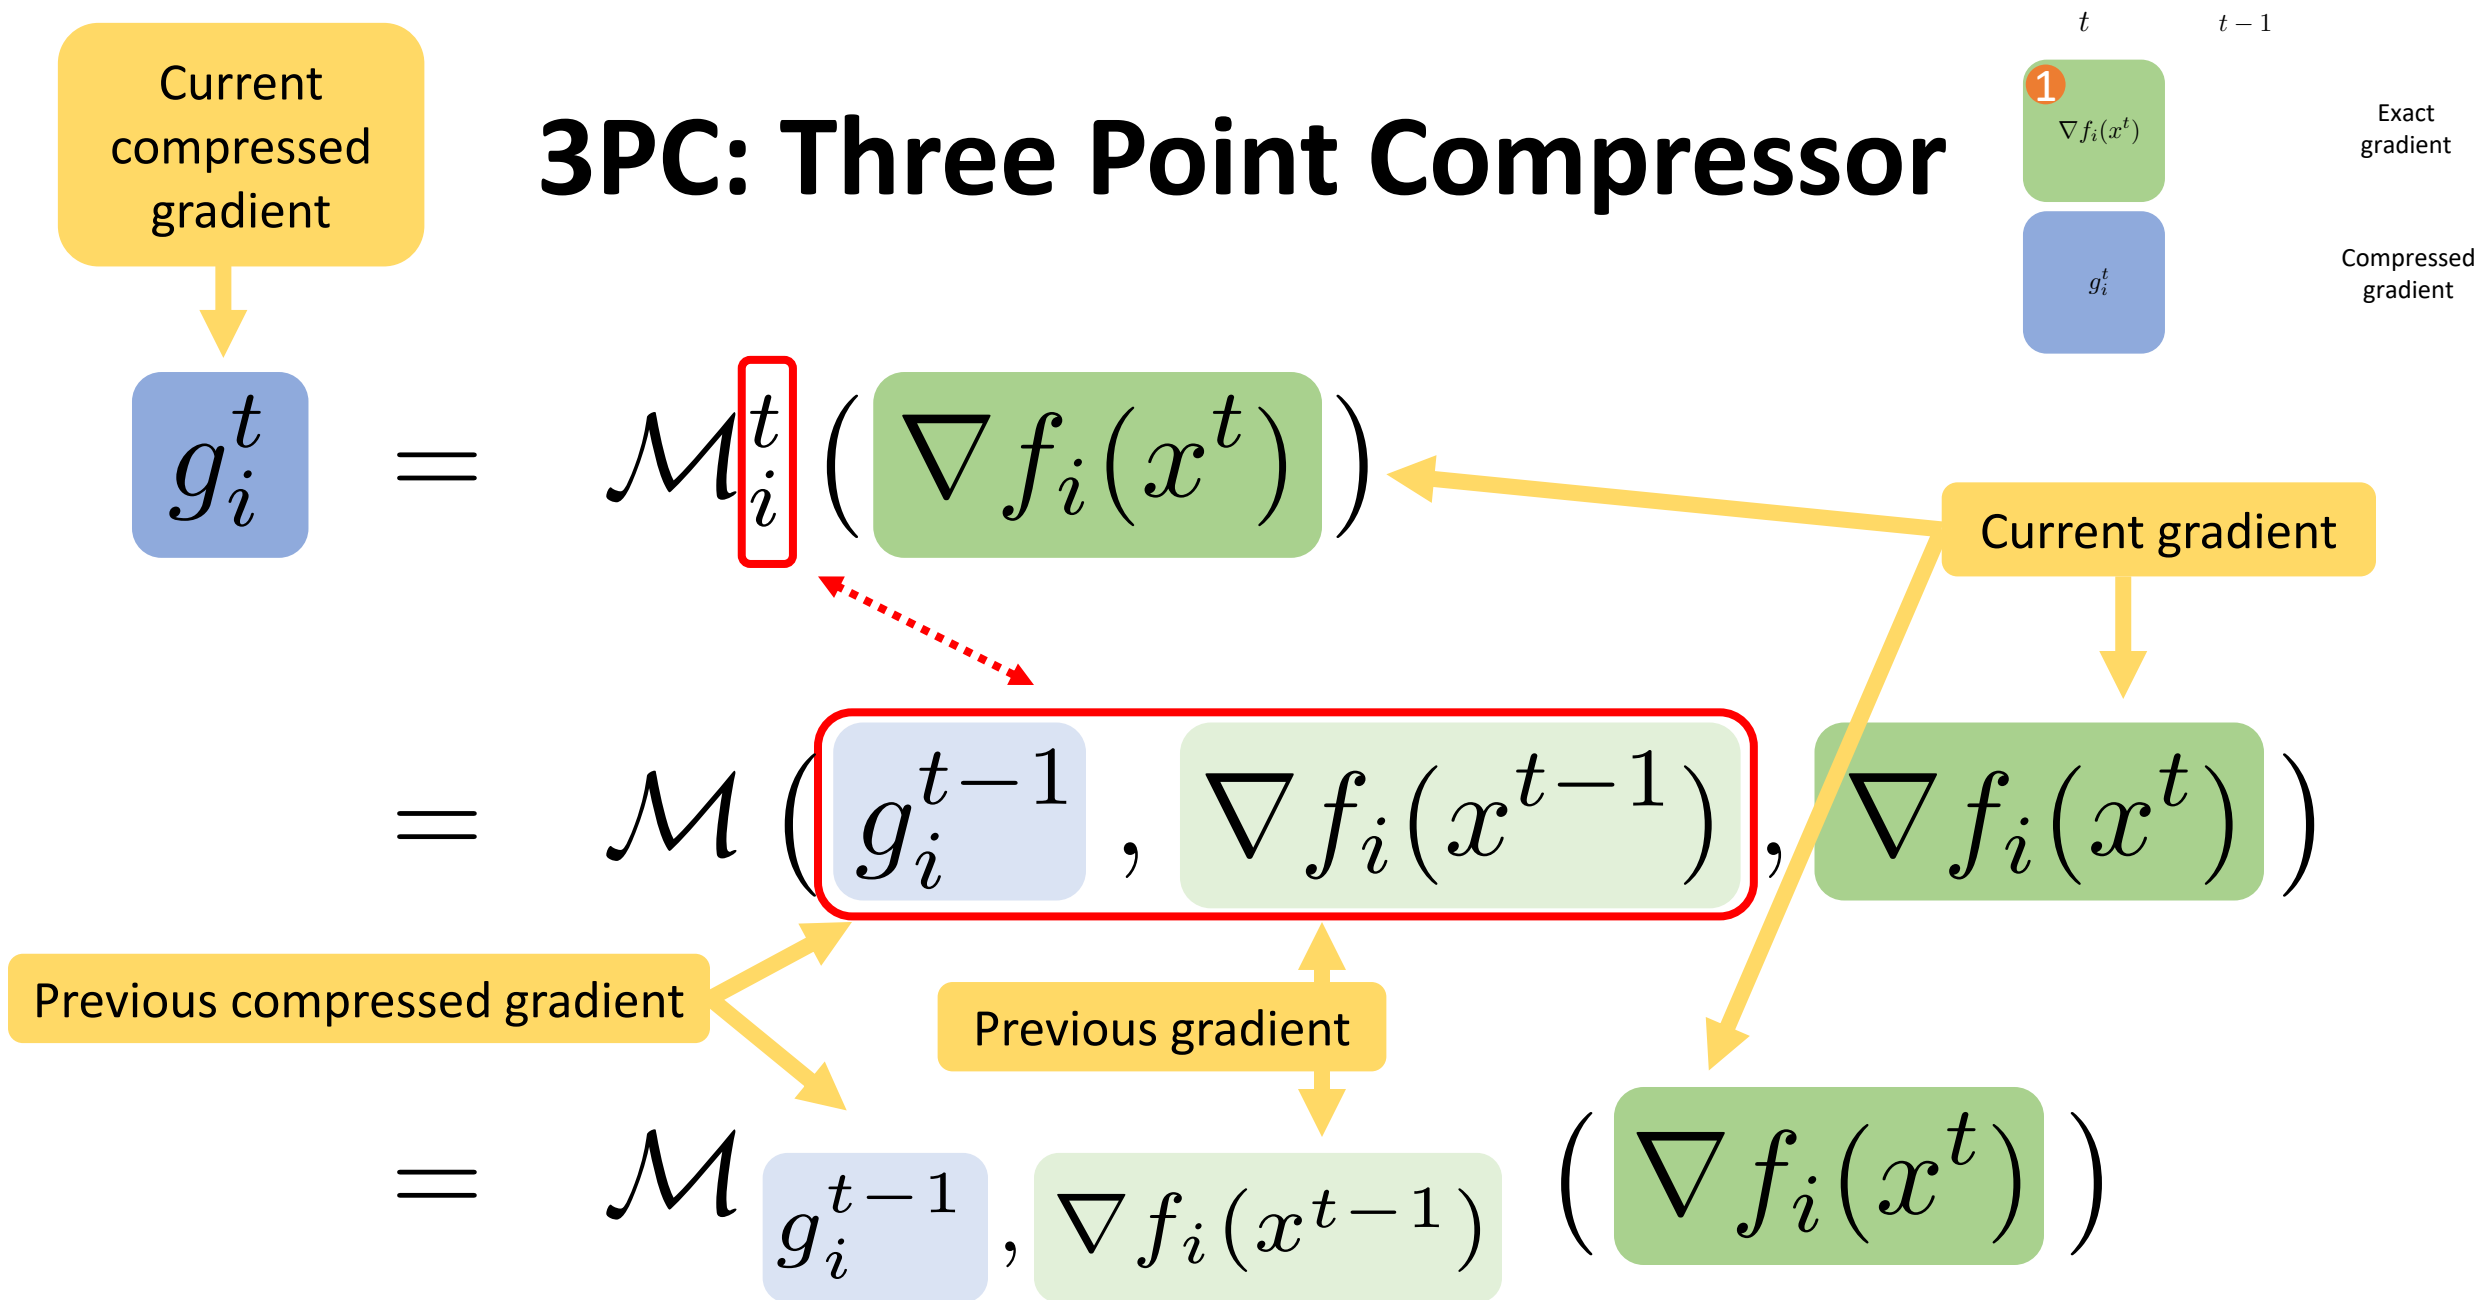 Current
compressed
gradient
3PC: Three Point Compressor
t t − 1
1
∇f_i(x^t)
Exact
gradient
g_i^t
Compressed
gradient
g_i^t = ℳ_i^t (∇f_i(x^t))
Current gradient
= ℳ (g_i^{t−1}, ∇f_i(x^{t−1}), ∇f_i(x^t))
Previous compressed gradient
Previous gradient
= ℳ_{g_i^{t−1}, ∇f_i(x^{t−1})} (∇f_i(x^t))